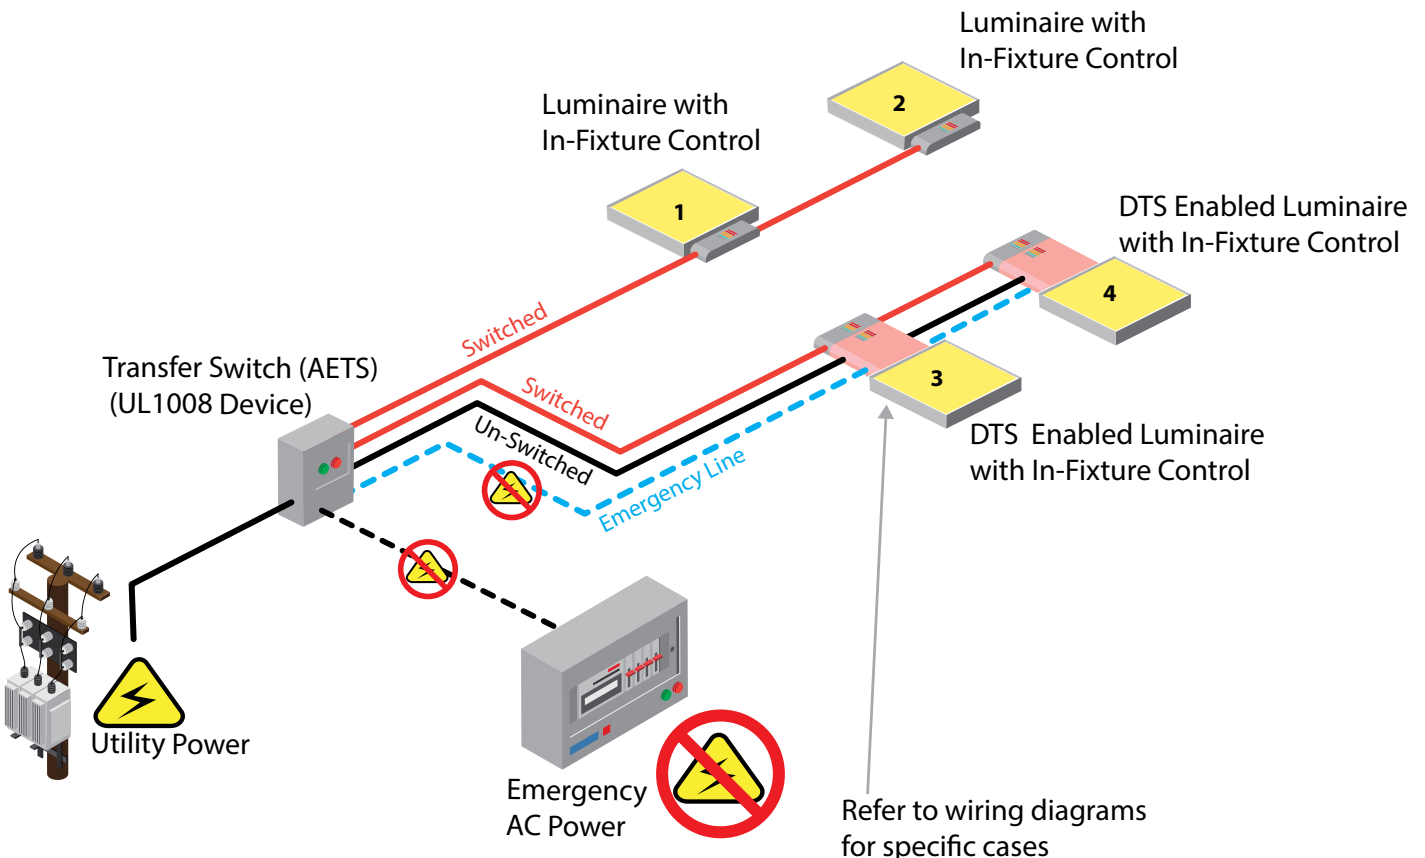 Luminaire with
In-Fixture Control
2
Luminaire with
In-Fixture Control
1
DTS Enabled Luminaire
with In-Fixture Control
4
Switched
Transfer Switch (AETS)
(UL1008 Device)
Switched
3
Un-Switched
DTS  Enabled Luminaire
with In-Fixture Control
Emergency Line
Utility Power
Emergency
AC Power
Refer to wiring diagrams
for specific cases